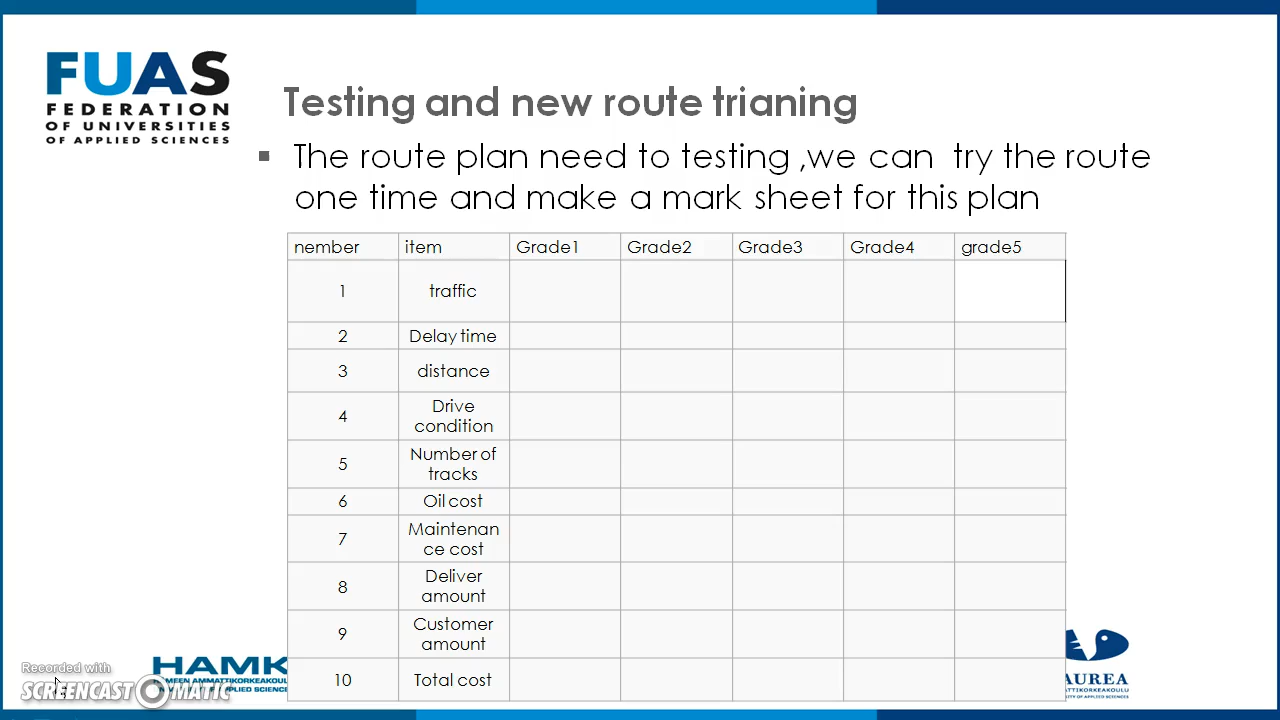 FUAS
FEDERATION
OF UNIVERSITIES
OF APPLIED SCIENCES
Testing and new route trianing
The route plan need to testing ,we can try the route
one time and make a mark sheet for this plan
nember item Grade1 Grade2 Grade3 Grade4 grade5
1 traffic
2 Delay time
3 distance
4 Drive
condition
5 Number of
tracks
6 Oil cost
7 Maintenan
ce cost
8 Deliver
amount
9 Customer
amount
10 Total cost
Recorded with
SCREENCAST MATIC
HAMK
AUREA